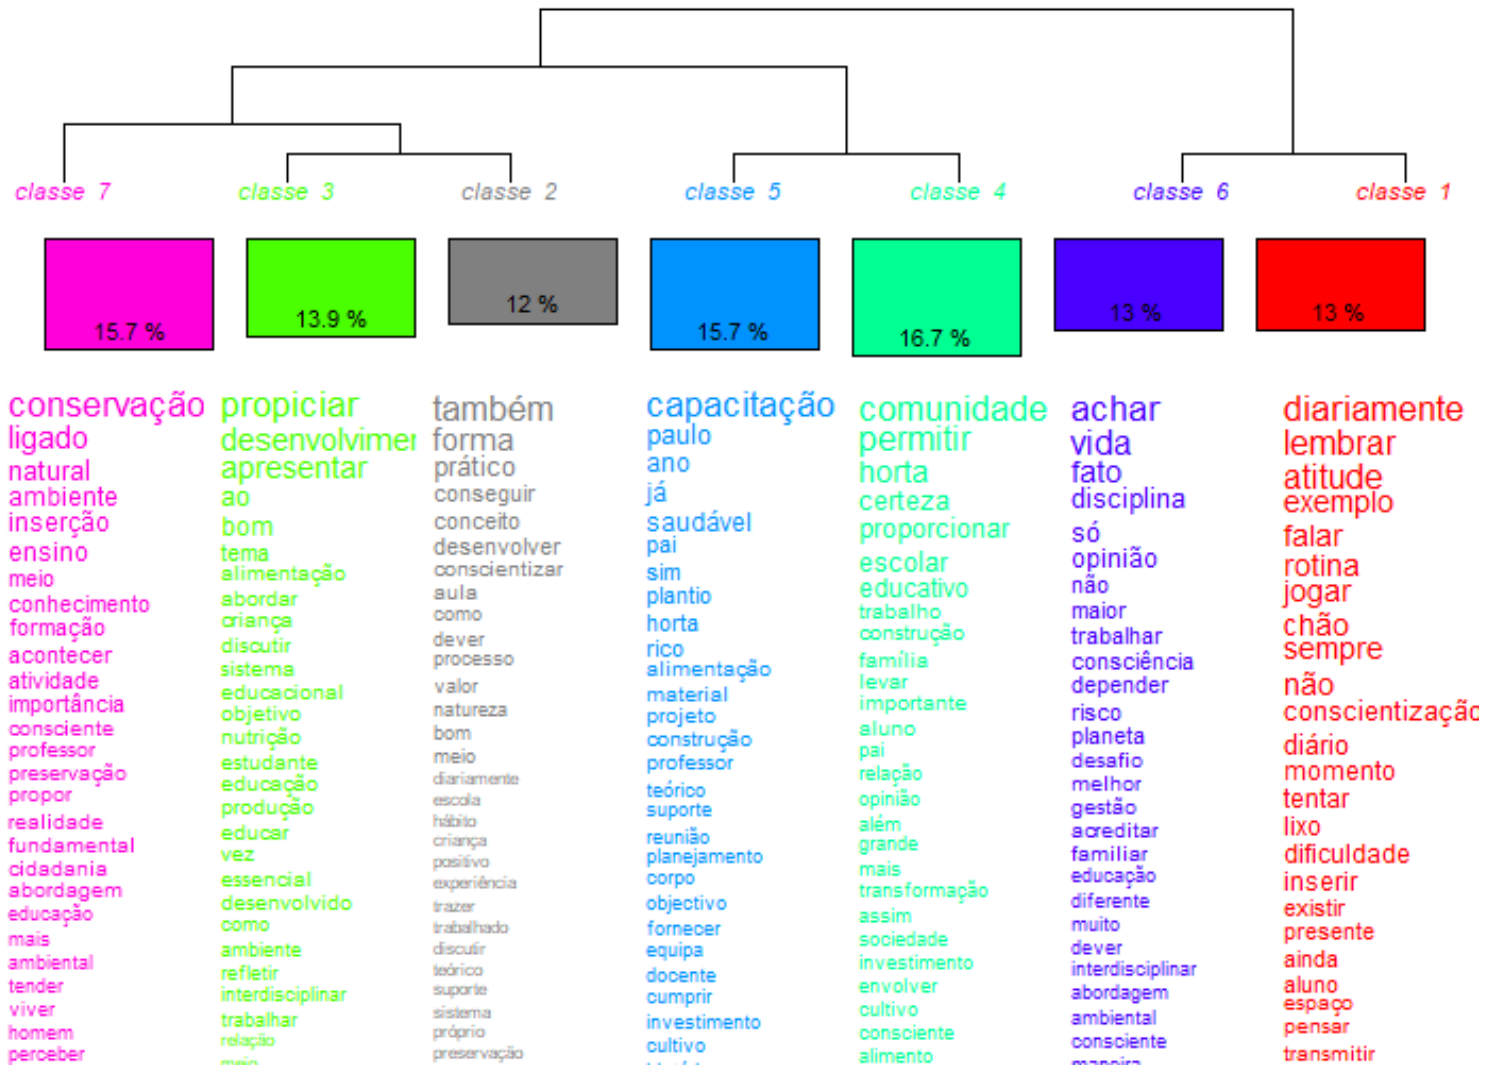 classe 7
classe 3
classe 2
classe 5
classe 4
classe 6
classe 1
15.7 %
13.9 %
12 %
15.7 %
16.7 %
13 %
13 %
conservação
ligado
natural
ambiente
inserção
ensino
meio
conhecimento
formação
acontecer
atividade
importância
consciente
professor
preservação
propor
realidade
fundamental
cidadania
abordagem
educação
mais
ambiental
tender
viver
homem
perceber
propiciar
desenvolvimen
apresentar
ao
bom
tema
alimentação
abordar
criança
discutir
sistema
educacional
objetivo
nutrição
estudante
educação
produção
educar
vez
essencial
desenvolvido
como
ambiente
refletir
interdisciplinar
trabalhar
relação
meio
também
forma
prático
conseguir
conceito
desenvolver
conscientizar
aula
como
dever
processo
valor
natureza
bom
meio
diariamente
escola
hábito
criança
positivo
experiência
trazer
trabalhado
discutir
teórico
suporte
sistema
próprio
preservação
capacitação
paulo
ano
já
saudável
pai
sim
plantio
horta
rico
alimentação
material
projeto
construção
professor
teórico
suporte
reunião
planejamento
corpo
objectivo
fornecer
equipa
docente
cumprir
investimento
cultivo
comunidade
permitir
horta
certeza
proporcionar
escolar
educativo
trabalho
construção
família
levar
importante
aluno
pai
relação
opinião
além
grande
mais
transformação
assim
sociedade
investimento
envolver
cultivo
consciente
alimento
achar
vida
fato
disciplina
só
opinião
não
maior
trabalhar
consciência
depender
risco
planeta
desafio
melhor
gestão
acreditar
familiar
educação
diferente
muito
dever
interdisciplinar
abordagem
ambiental
consciente
maneira
diariamente
lembrar
atitude
exemplo
falar
rotina
jogar
chão
sempre
não
conscientizaçã
diário
momento
tentar
lixo
dificuldade
inserir
existir
presente
ainda
aluno
espaço
pensar
transmitir